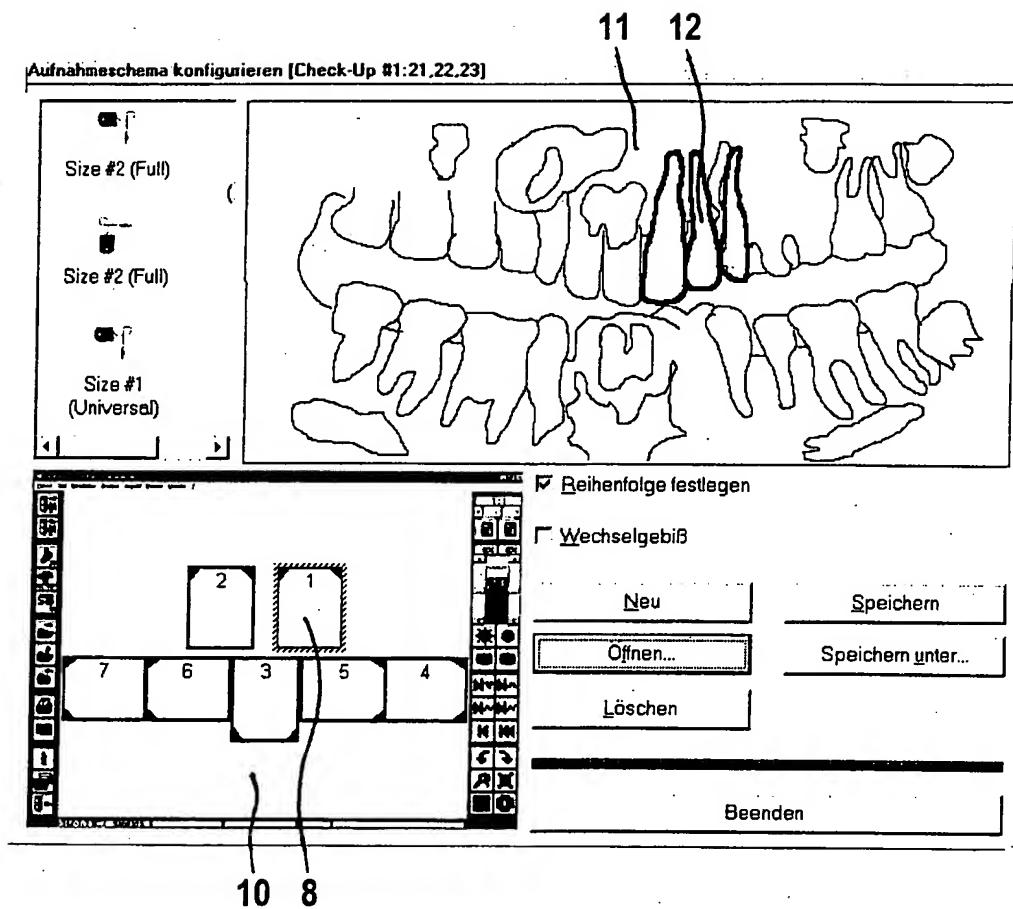 11 12
Aufnahmeschema konfigurieren [Check-Up #1:21,22,23]
Size #2 (Full)
Size #2 (Full)
Size #1
(Universal)
Reihenfolge festlegen
Wechselgebiß
Neu
Speichern
Öffnen...
Speichern unter...
Löschen
Beenden
1:1
2 1
7 6 3 5 4
10 8